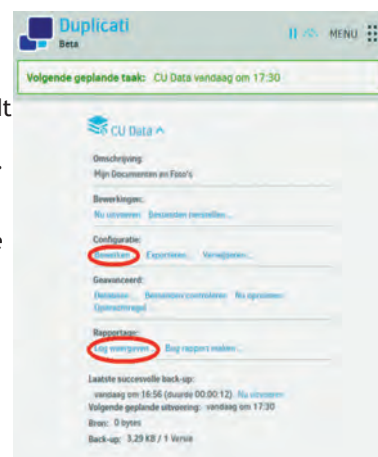 Duplicati
Beta
MENU
Volgende geplande taak: CU Data vandaag om 17:30
lt
.
e
CU Data
Omschrijving:
Mijn Documenten en Foto's
Bewerkingen:
Nu uitvoeren Bestanden herstellen...
Configuratie:
Bewerken... Exporteren... Verwijderen...
Geavanceerd:
Database... Bestanden controleren Nu opruimen
Opdrachtregel...
Rapportage:
Log weergeven... Bug rapport maken...
Laatste succesvolle back-up:
vandaag om 16:56 (duurde 00:00:12) Nu uitvoeren
Volgende geplande uitvoering: vandaag om 17:30
Bron: 0 bytes
Back-up: 3,29 KB / 1 Versie